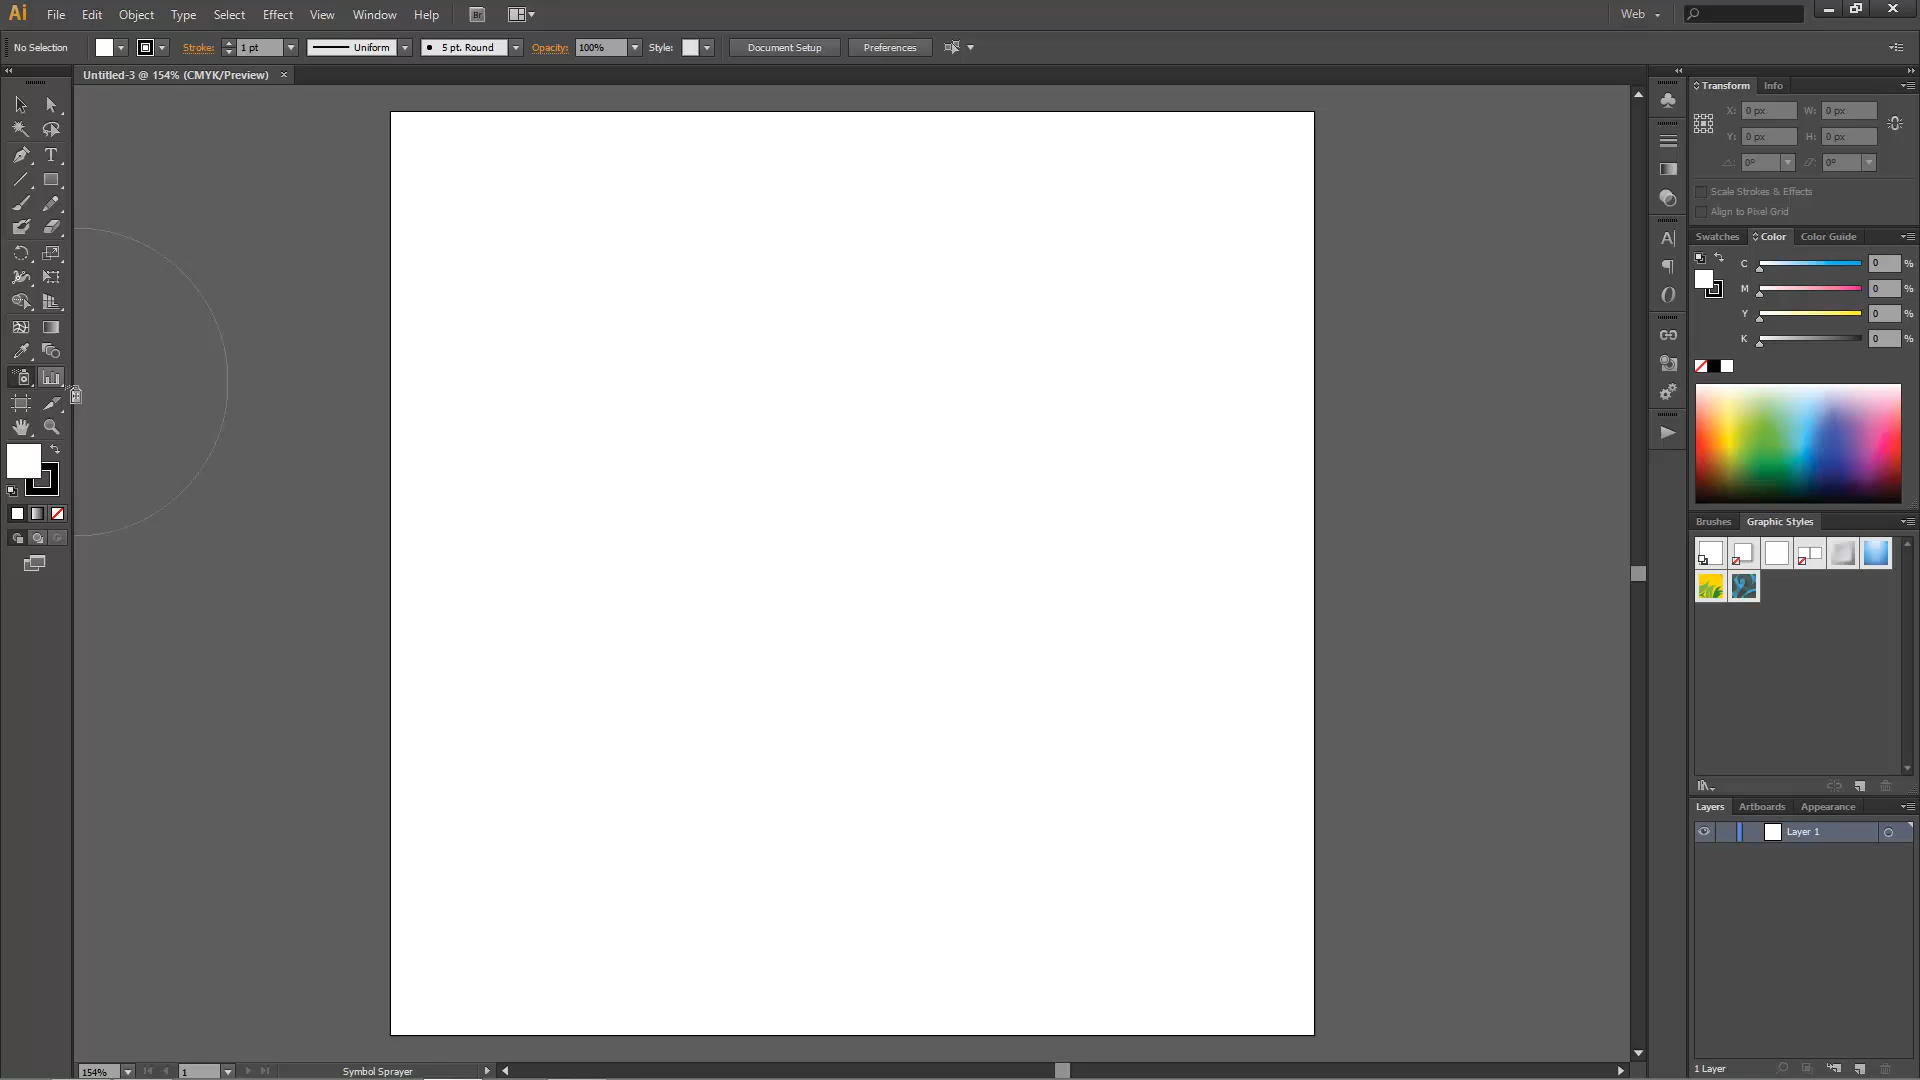 Ai File Edit Object Type Select Effect View Window Help Br Web
No Selection Stroke: 1 pt Uniform 5 pt. Round Opacity: 100% Style: Document Setup Preferences
Untitled-3 @ 154% (CMYK/Preview)
Transform Info
X: 0 px W: 0 px
Y: 0 px H: 0 px
0° 0°
Scale Strokes & Effects
Align to Pixel Grid
Swatches Color Color Guide
C 0 %
M 0 %
Y 0 %
K 0 %
Brushes Graphic Styles
Layers Artboards Appearance
Layer 1
1 Layer
154% 1 Symbol Sprayer